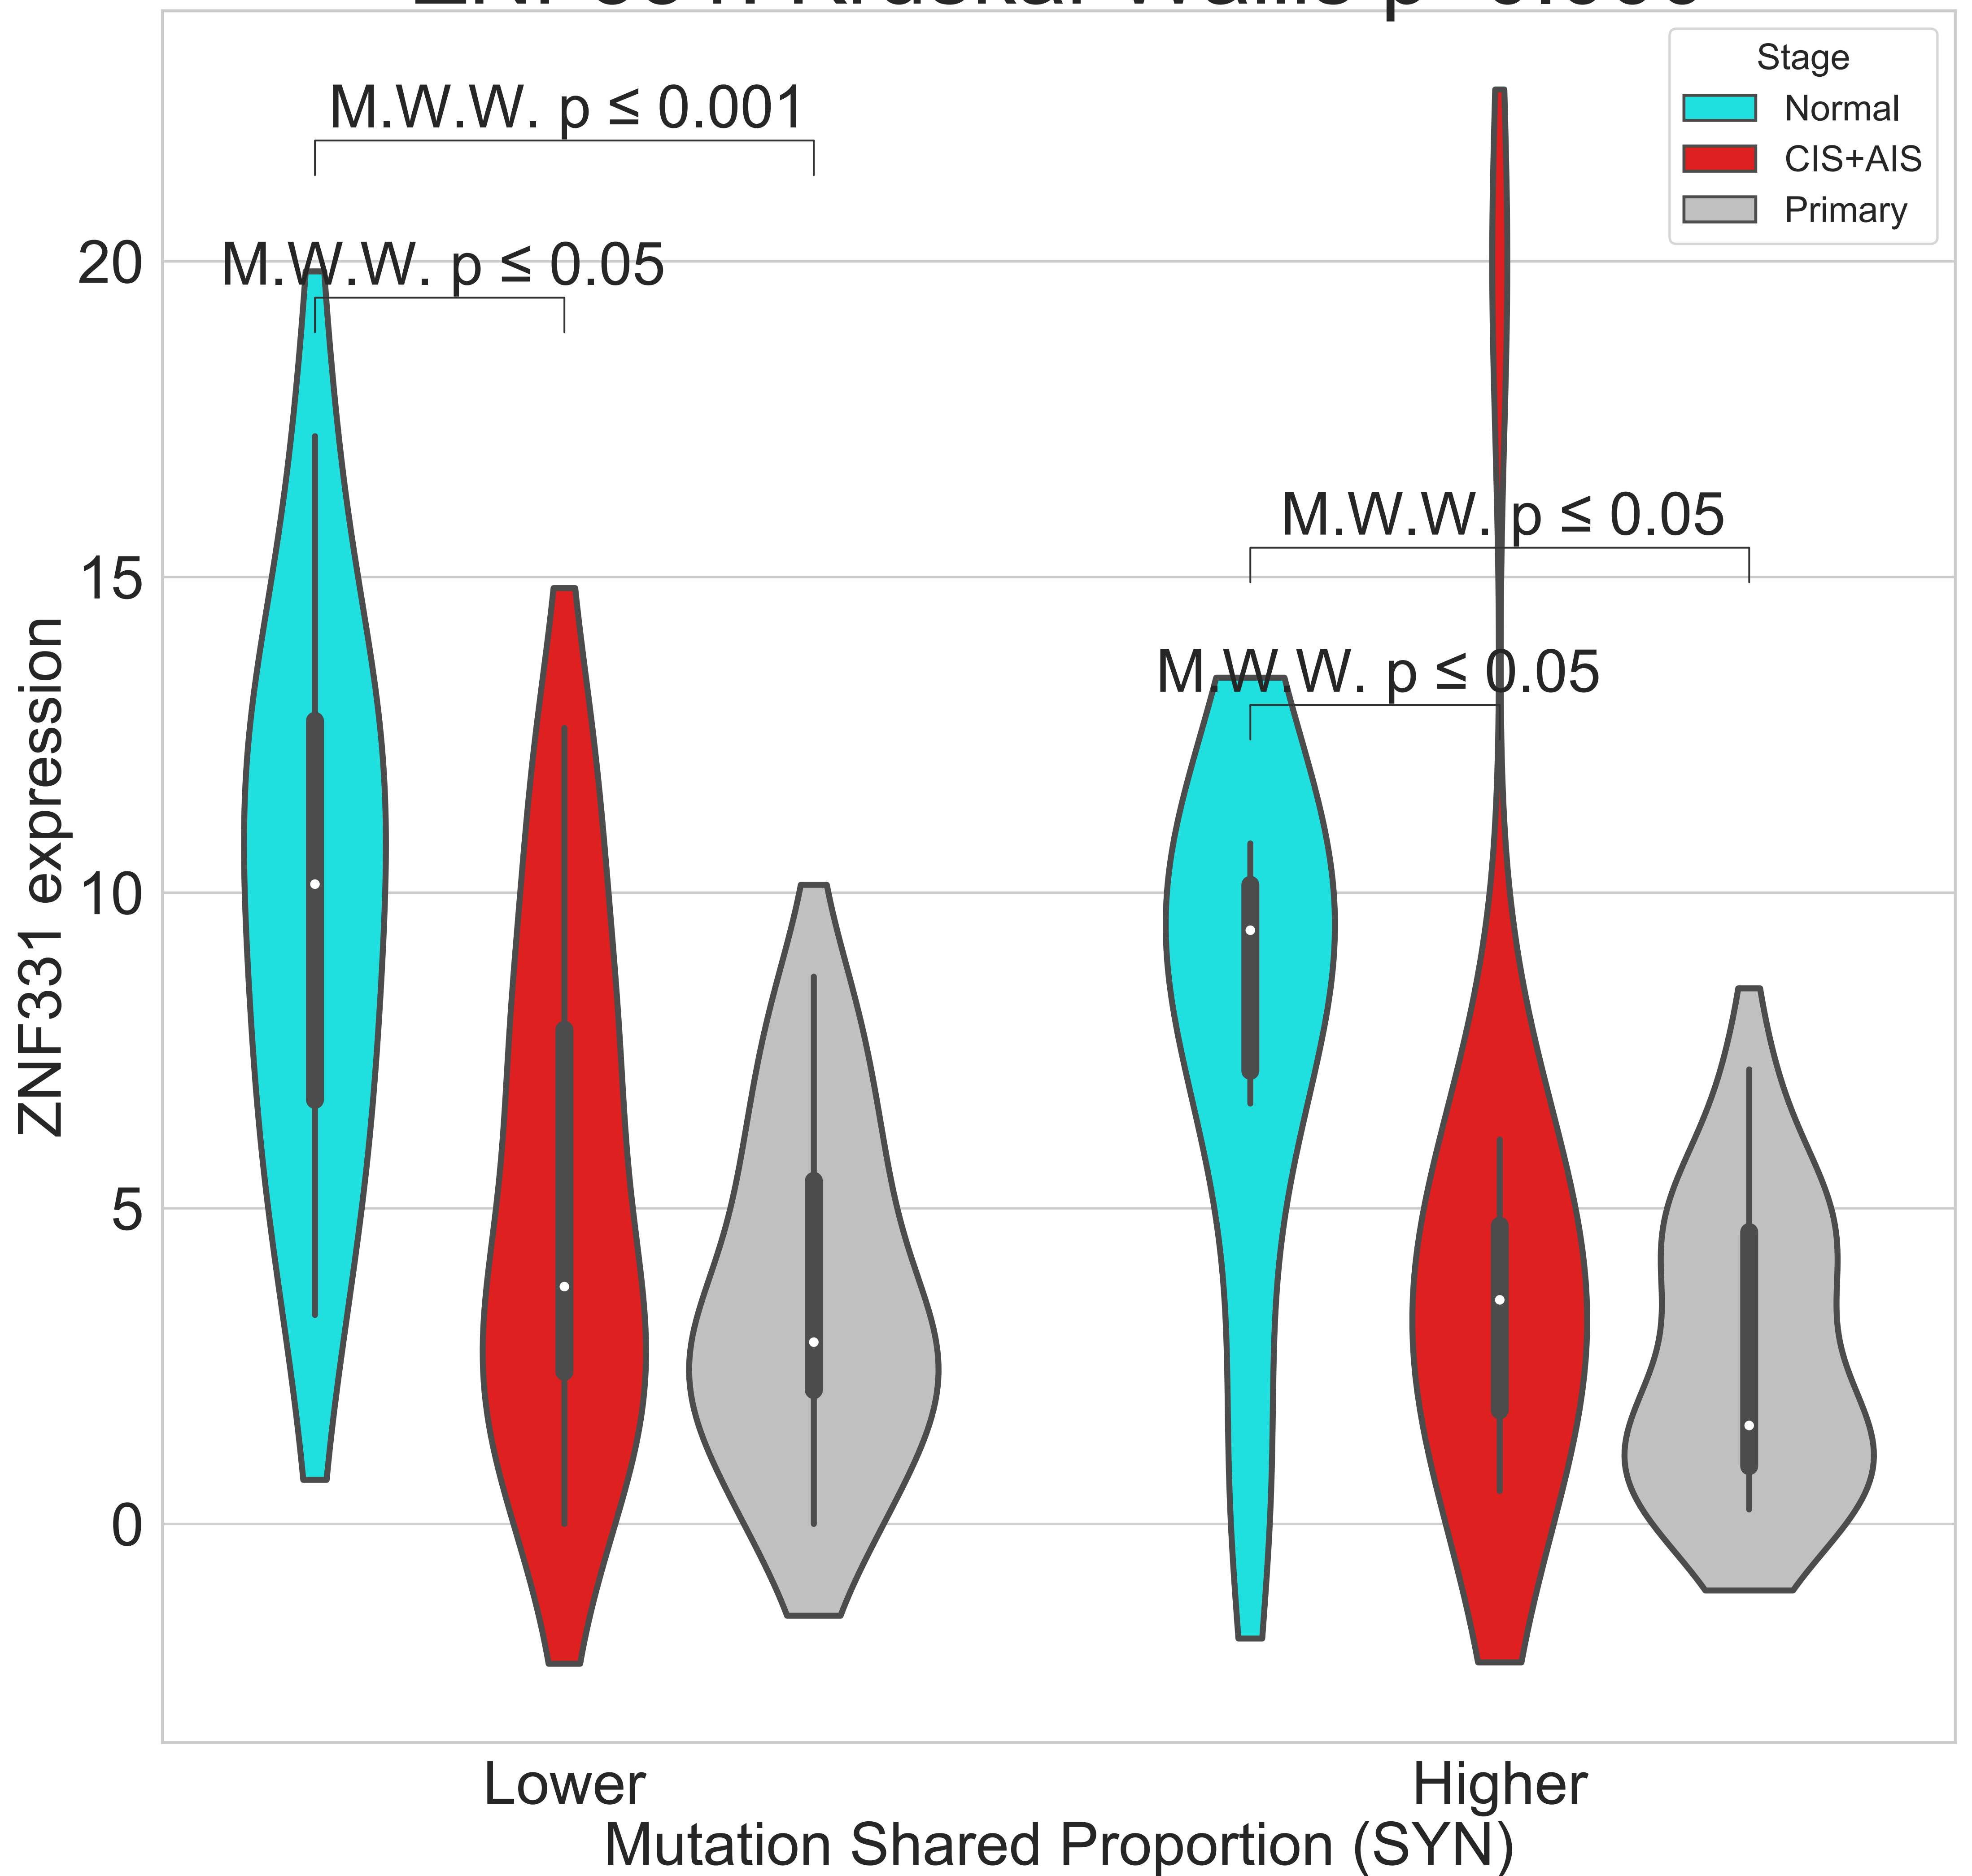 Stage
Normal
CIS+AIS
Primary
M.W.W. p ≤ 0.001
M.W.W. p ≤ 0.05
M.W.W. p ≤ 0.05
M.W.W. p ≤ 0.05
20
15
10
5
0
ZNF331 expression
Lower
Higher
Mutation Shared Proportion (SYN)